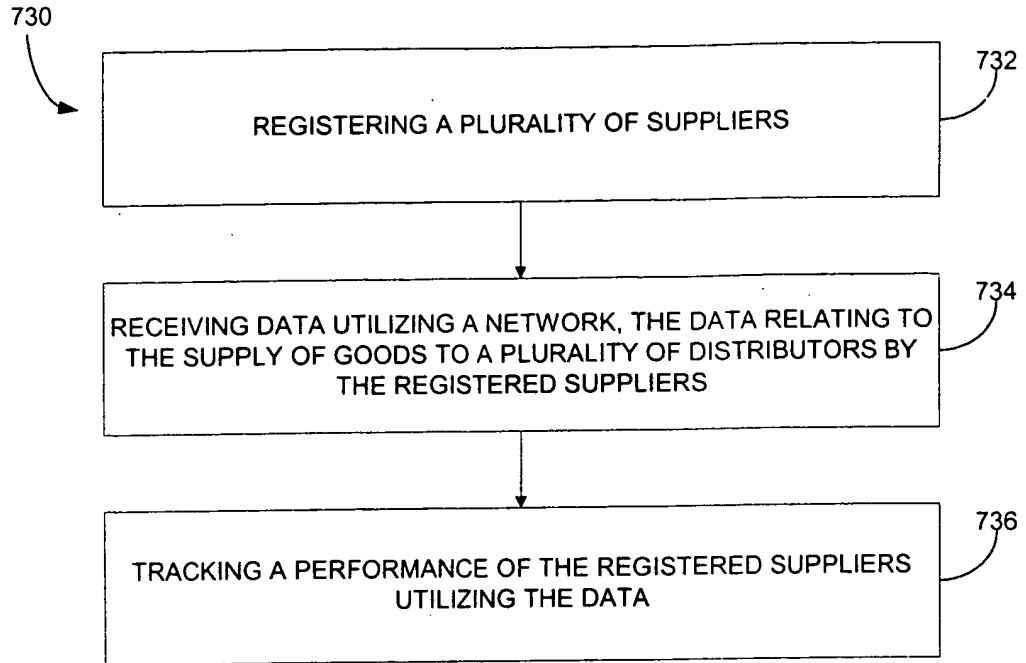 730
732
REGISTERING A PLURALITY OF SUPPLIERS
734
RECEIVING DATA UTILIZING A NETWORK, THE DATA RELATING TO
THE SUPPLY OF GOODS TO A PLURALITY OF DISTRIBUTORS BY
THE REGISTERED SUPPLIERS
736
TRACKING A PERFORMANCE OF THE REGISTERED SUPPLIERS
UTILIZING THE DATA